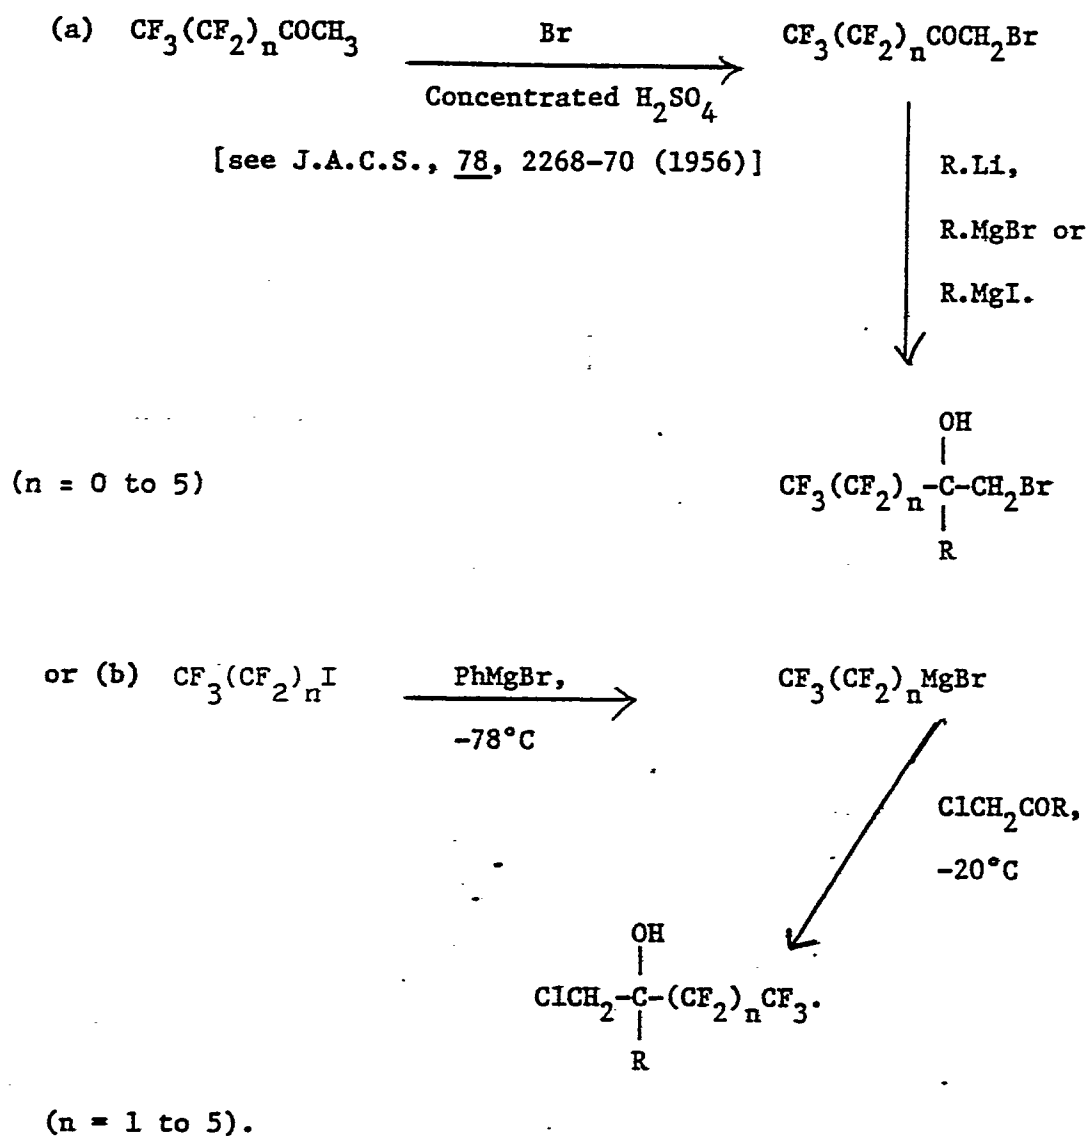 (a) CF3(CF2)nCOCH3 Br CF3(CF2)nCOCH2Br
Concentrated H2SO4
[see J.A.C.S., 78, 2268-70 (1956)]
R.Li,
R.MgBr or
R.MgI.
OH
(n = 0 to 5) CF3(CF2)n-C-CH2Br
R
or (b) CF3(CF2)nI PhMgBr, CF3(CF2)nMgBr
-78°C
ClCH2COR,
-20°C
OH
ClCH2-C-(CF2)nCF3.
R
(n = 1 to 5).